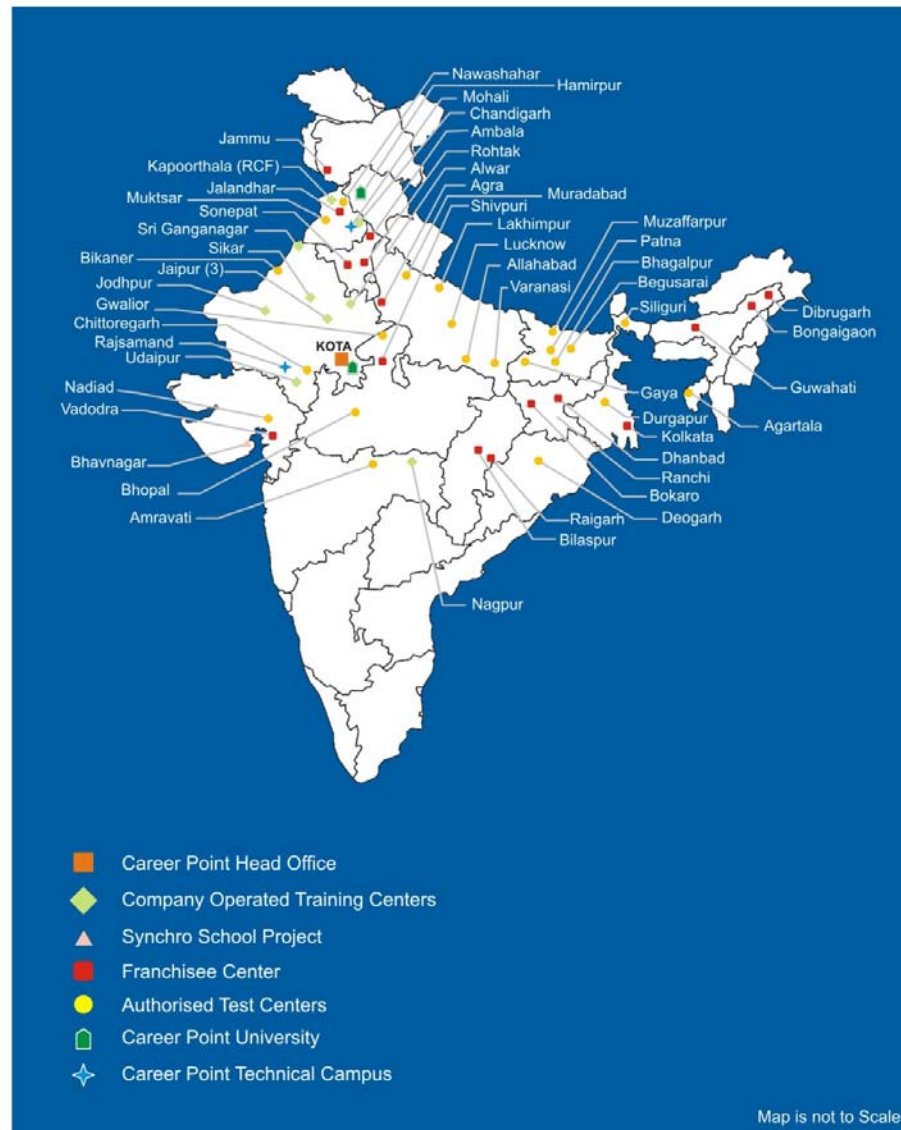 Nawashahar
Hamirpur
Mohali
Chandigarh
Ambala
Rohtak
Alwar
Agra
Muradabad
Shivpuri
Lakhimpur
Lucknow
Allahabad
Varanasi
Jammu
Kapoorthala (RCF)
Jalandhar
Muktsar
Sonepat
Sri Ganganagar
Sikar
Bikaner
Jaipur (3)
Jodhpur
Gwalior
Chittoregarh
Rajsamand
Udaipur
Nadiad
Vadodra
Bhavnagar
Bhopal
Amravati
KOTA
Muzaffarpur
Patna
Bhagalpur
Begusarai
Siliguri
Dibrugarh
Bongaigaon
Guwahati
Agartala
Gaya
Durgapur
Kolkata
Dhanbad
Ranchi
Bokaro
Deogarh
Raigarh
Bilaspur
Nagpur
Career Point Head Office
Company Operated Training Centers
Synchro School Project
Franchisee Center
Authorised Test Centers
Career Point University
Career Point Technical Campus
Map is not to Scale